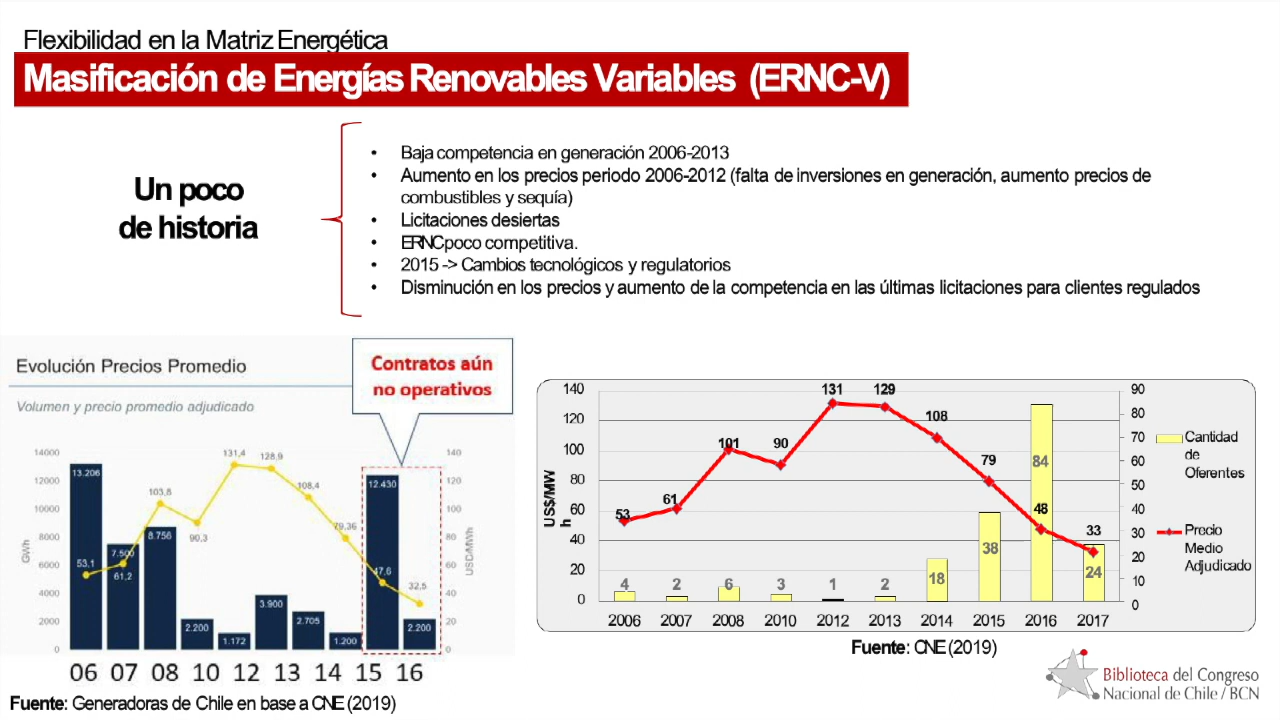 Flexibilidad en la Matriz Energética
Masificación de Energías Renovables Variables (ERNC-V)
Un poco
de historia
• Baja competencia en generación 2006-2013
• Aumento en los precios periodo 2006-2012 (falta de inversiones en generación, aumento precios de
combustibles y sequía)
• Licitaciones desiertas
• ERNC poco competitiva.
• 2015 -> Cambios tecnológicos y regulatorios
• Disminución en los precios y aumento de la competencia en las últimas licitaciones para clientes regulados
Evolución Precios Promedio
Volumen y precio promedio adjudicado
Contratos aún
no operativos
14000
12000
10000
8000
6000
4000
2000
0
GWh
13.206
7.500
8.756
2.200
1.172
3.900
2.705
1.200
12.430
2.200
53,1
61,2
103,8
90,3
131,4
128,9
108,4
79,36
47,6
32,5
140
120
100
80
60
40
20
0
USD/MWh
06 07 08 10 12 13 14 15 16
Fuente: Generadoras de Chile en base a CNE (2019)
140
120
100
80
60
40
20
0
US$/MW
h
53
61
101
90
131
129
108
79
48
33
4
2
6
3
1
2
18
38
84
24
90
80
70
60
50
40
30
20
10
0
2006 2007 2008 2010 2012 2013 2014 2015 2016 2017
Cantidad
de
Oferentes
Precio
Medio
Adjudicado
Fuente: CNE (2019)
Biblioteca del Congreso
Nacional de Chile / BCN